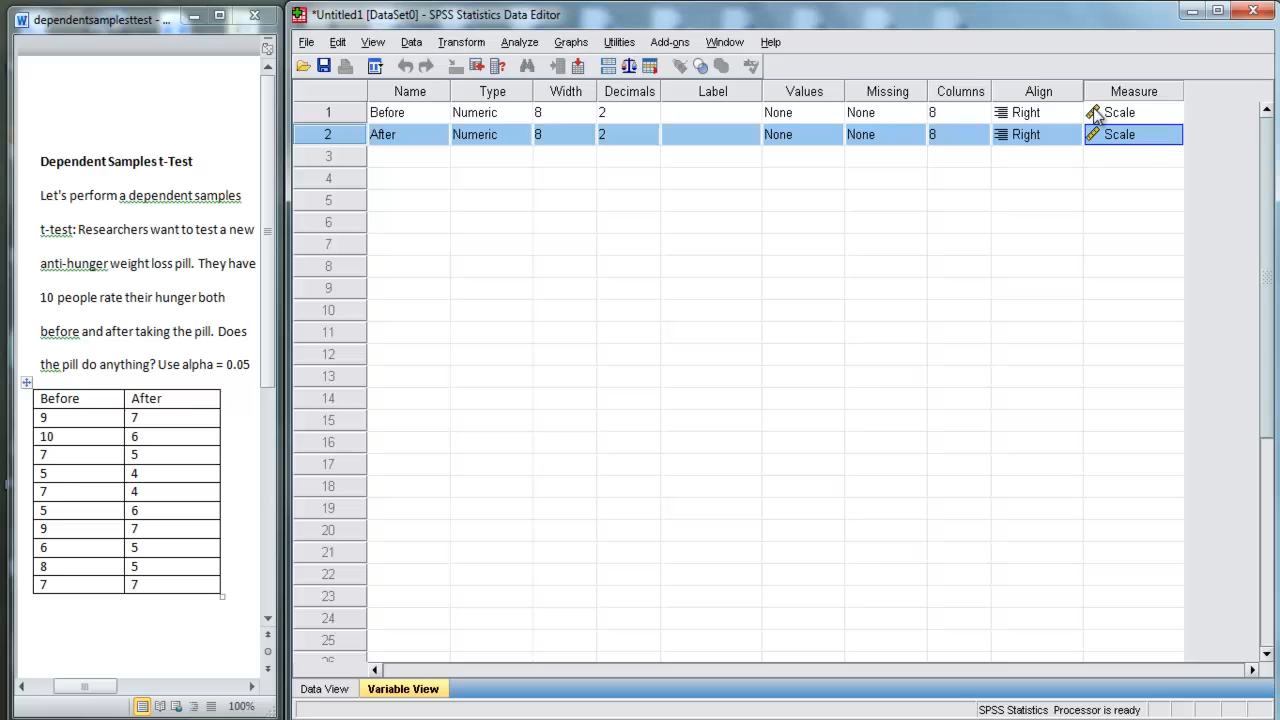 dependentsamplesttest - ...
Dependent Samples t-Test
Let's perform a dependent samples
t-test: Researchers want to test a new
anti-hunger weight loss pill. They have
10 people rate their hunger both
before and after taking the pill. Does
the pill do anything? Use alpha = 0.05
Before After
9 7
10 6
7 5
5 4
7 4
5 6
9 7
6 5
8 5
7 7
100%
*Untitled1 [DataSet0] - SPSS Statistics Data Editor
File Edit View Data Transform Analyze Graphs Utilities Add-ons Window Help
Name Type Width Decimals Label Values Missing Columns Align Measure
1 Before Numeric 8 2 None None 8 Right Scale
2 After Numeric 8 2 None None 8 Right Scale
3
4
5
6
7
8
9
10
11
12
13
14
15
16
17
18
19
20
21
22
23
24
25
26
Data View Variable View
SPSS Statistics Processor is ready